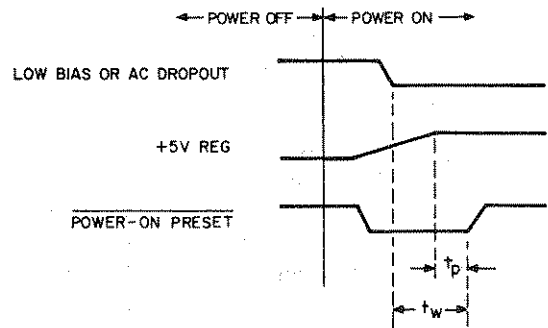 POWER OFF POWER ON
LOW BIAS OR AC DROPOUT
+5V REG
POWER-ON PRESET
tp
tw